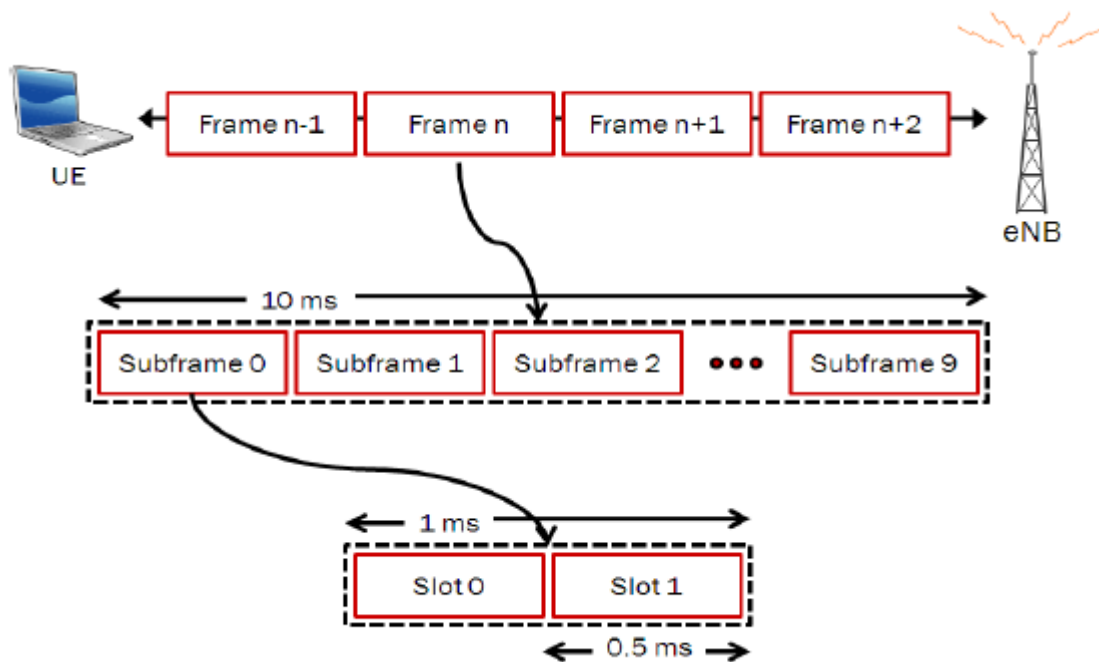 Frame n-1 Frame n Frame n+1 Frame n+2
UE
eNB
10 ms
Subframe 0 Subframe 1 Subframe 2 Subframe 9
1 ms
Slot 0 Slot 1
0.5 ms